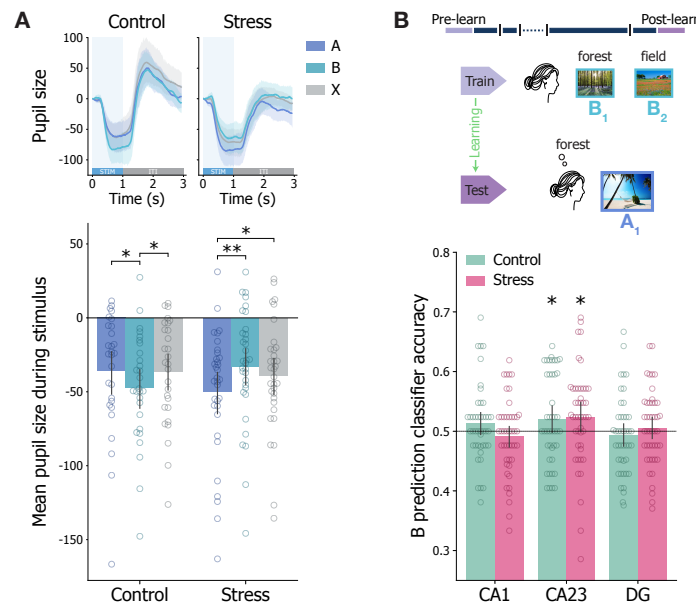 A
Control
Stress
Pupil size
100
50
0
-50
-100
STIM
ITI
STIM
0 1 2 3
0 1 2 3
Time (s)
Time (s)
A
B
X
Mean pupil size during stimulus
0
-50
-100
-150
*
*
**
*
Control
Stress
B
Pre-learn
Post-learn
Train
forest
field
B1
B2
Learning
Test
forest
A1
B prediction classifier accuracy
0.8
0.7
0.6
0.5
0.4
0.3
Control
Stress
*
*
CA1
CA23
DG